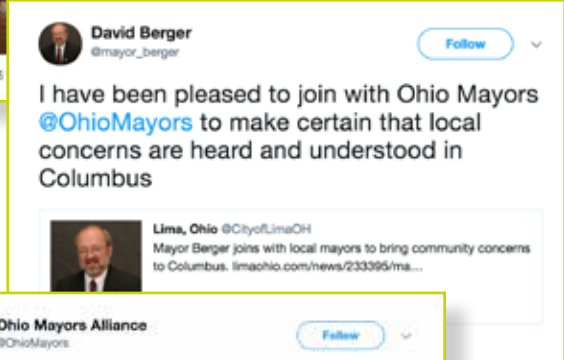 David Berger
@mayor_berger
Follow
I have been pleased to join with Ohio Mayors
@OhioMayors to make certain that local
concerns are heard and understood in
Columbus
Lima, Ohio @CityofLimaOH
Mayor Berger joins with local mayors to bring community concerns
to Columbus. limaohio.com/news/233395/ma...
Ohio Mayors Alliance
@OhioMayors
Follow